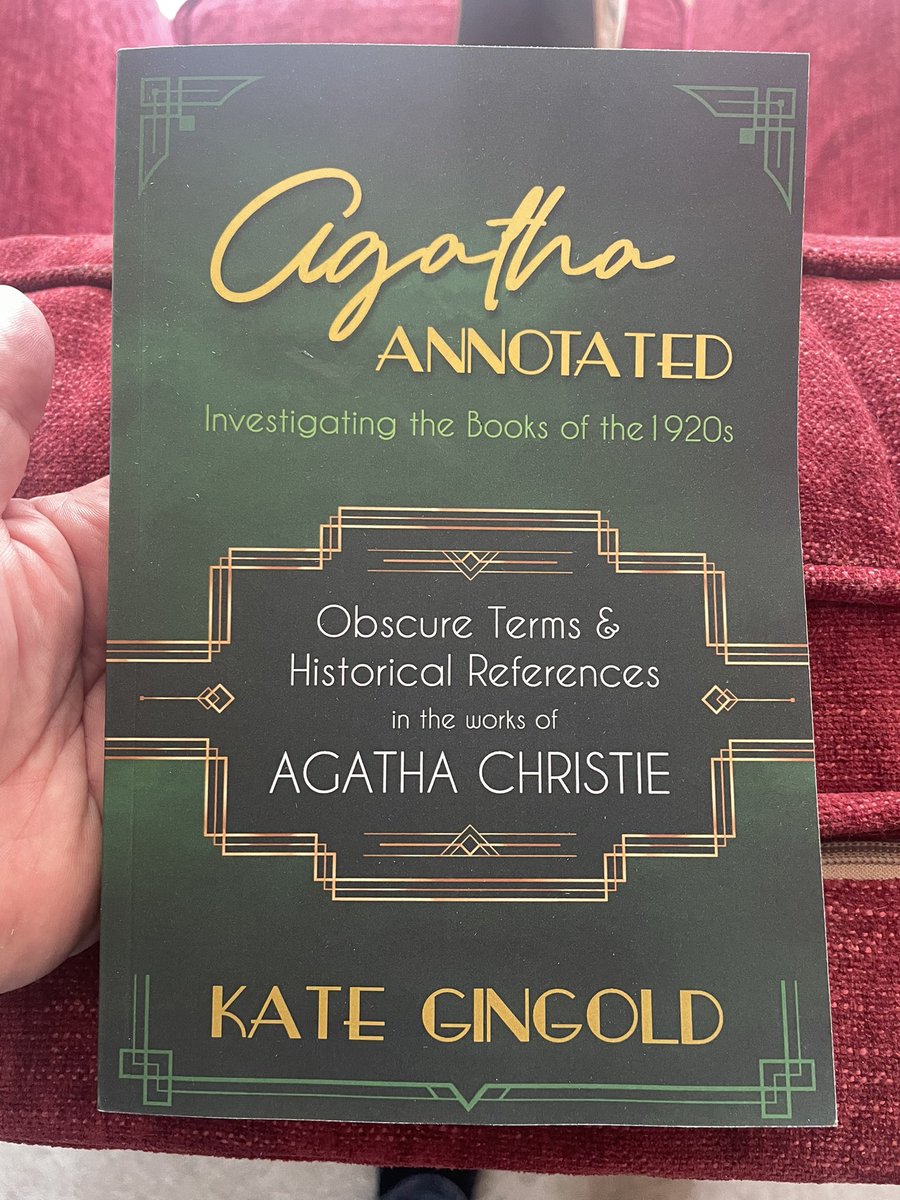 Agatha
ANNOTATED
Investigating the Books of the 1920s
Obscure Terms &
Historical References
in the works of
AGATHA CHRISTIE
KATE GINGOLD